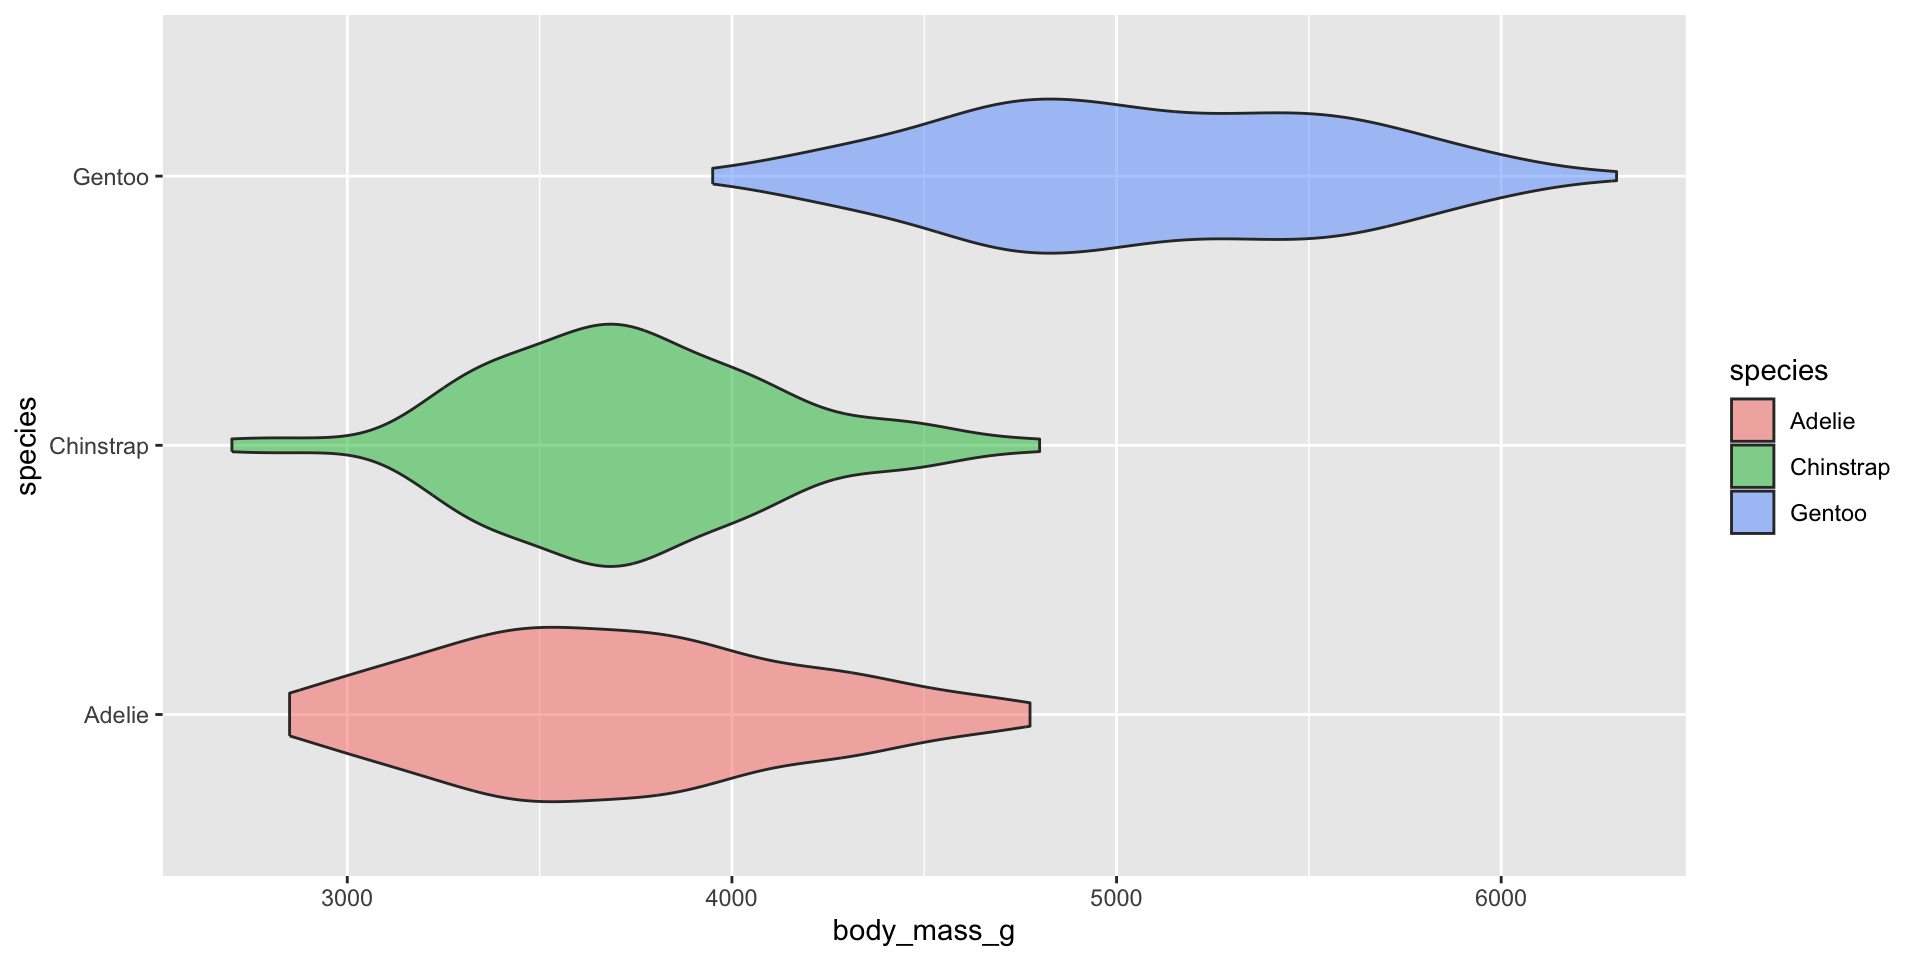 species
Gentoo
Chinstrap
Adelie
3000 4000 5000 6000
body_mass_g
species
Adelie
Chinstrap
Gentoo